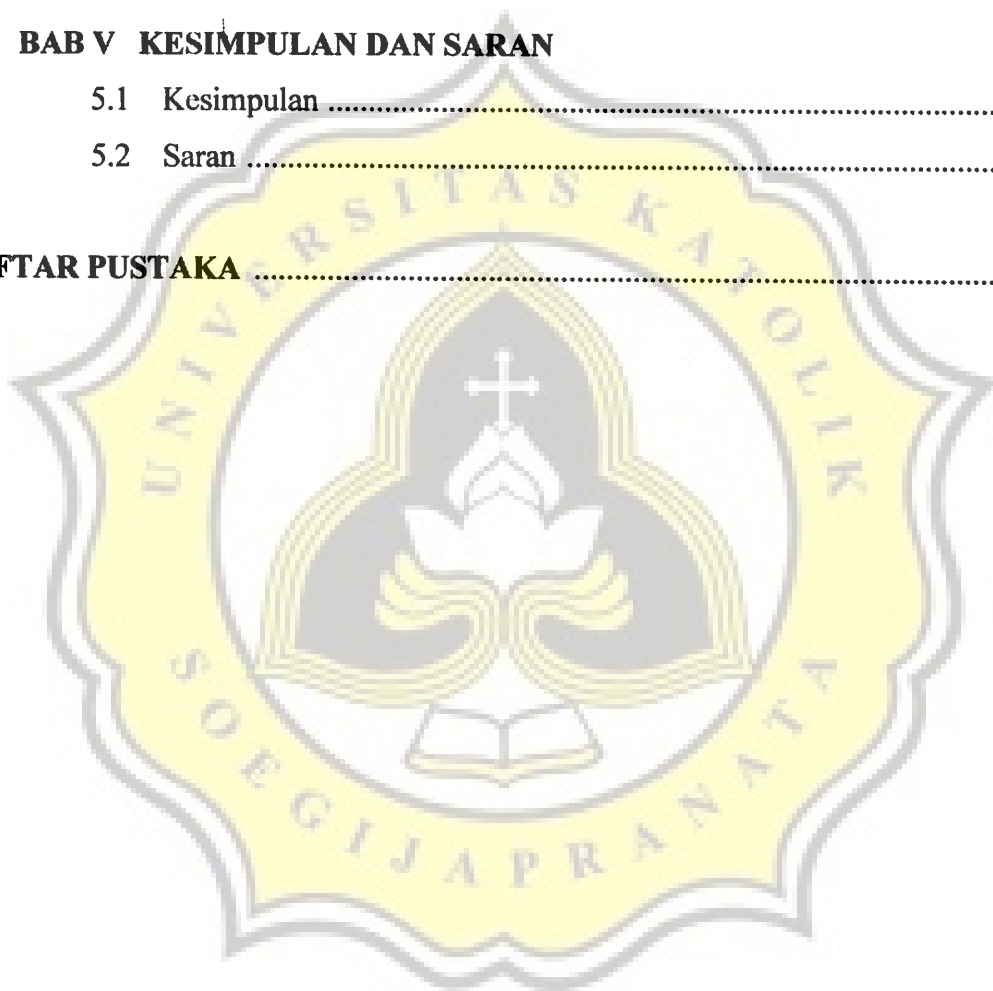 BAB V KESIMPULAN DAN SARAN
5.1 Kesimpulan ........................................................................................
5.2 Saran ..................................................................................................
FTAR PUSTAKA ..................................................................................
UNIVERSITAS KATOLIK
SOEGIJAPRANATA